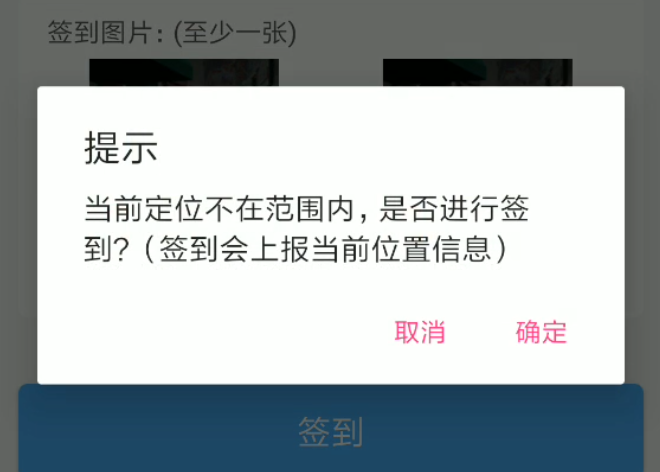 签到图片：(至少一张)
提示
当前定位不在范围内，是否进行签
到?（签到会上报当前位置信息）
取消
确定
签到